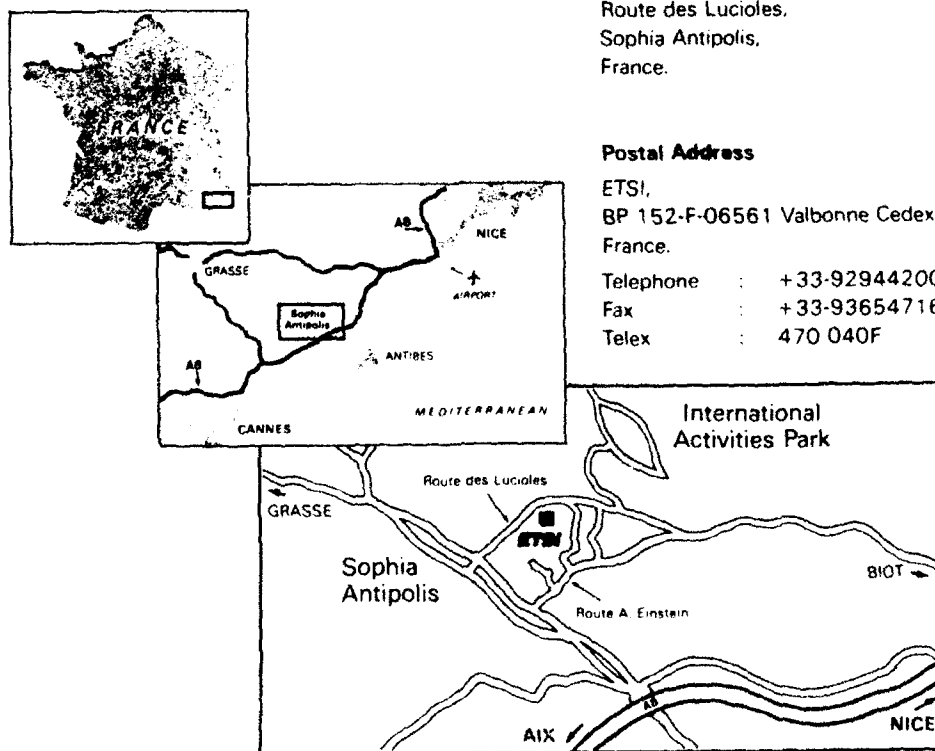 Route des Lucioles,
Sophia Antipolis,
France.
Postal Address
ETSI,
BP 152-F-06561 Valbonne Cedex
France.
Telephone : +33-92944200
Fax : +33-9365471
Telex : 470 040F
FRANCE
A8
NICE
GRASSE
AIRPORT
Sophia
Antipolis
ANTIBES
A8
MEDITERRANEAN
CANNES
International
Activities Park
Route des Lucioles
GRASSE
ETSI
Sophia
Antipolis
BIOT
Route A. Einstein
A8
AIX
NICE